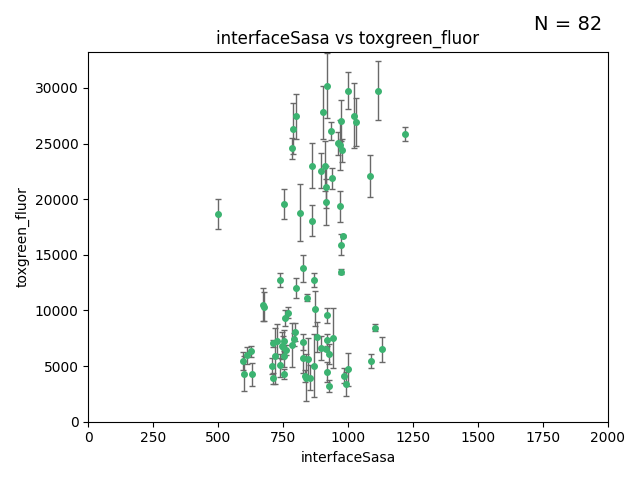 N = 82
interfaceSasa vs toxgreen_fluor
30000
25000
20000
15000
10000
5000
0
toxgreen_fluor
0 250 500 750 1000 1250 1500 1750 2000
interfaceSasa